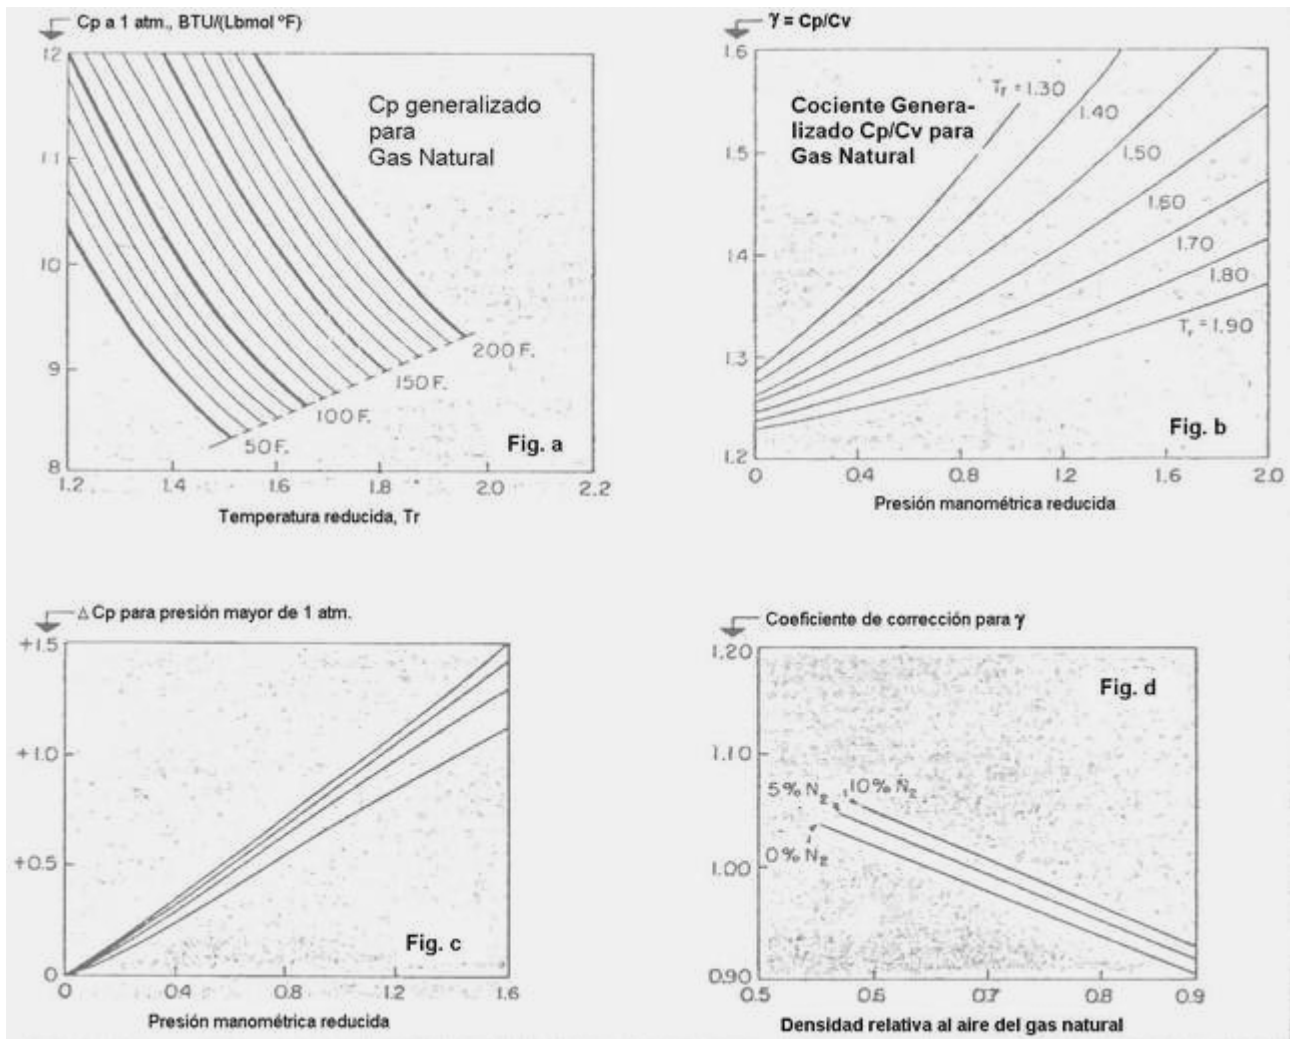 Cp a 1 atm., BTU/(Lbmol ºF)
12
11
10
9
8
1.2
1.4
1.6
1.8
2.0
2.2
Cp generalizado
para
Gas Natural
200 F.
150 F.
100 F.
50 F.
Fig. a
Temperatura reducida, Tr
γ = Cp/Cv
1.6
1.5
1.4
1.3
1.2
0
0.4
0.8
1.2
1.6
2.0
Cociente Genera-
lizado Cp/Cv para
Gas Natural
Tr = 1.30
1.40
1.50
1.60
1.70
1.80
Tr = 1.90
Fig. b
Presión manométrica reducida
Δ Cp para presión mayor de 1 atm.
+1.5
+1.0
+0.5
0
0
0.4
0.8
1.2
1.6
Fig. c
Presión manométrica reducida
Coeficiente de corrección para γ
1.20
1.10
1.00
0.90
0.5
0.6
0.7
0.8
0.9
Fig. d
5% N2
10% N2
0% N2
Densidad relativa al aire del gas natural